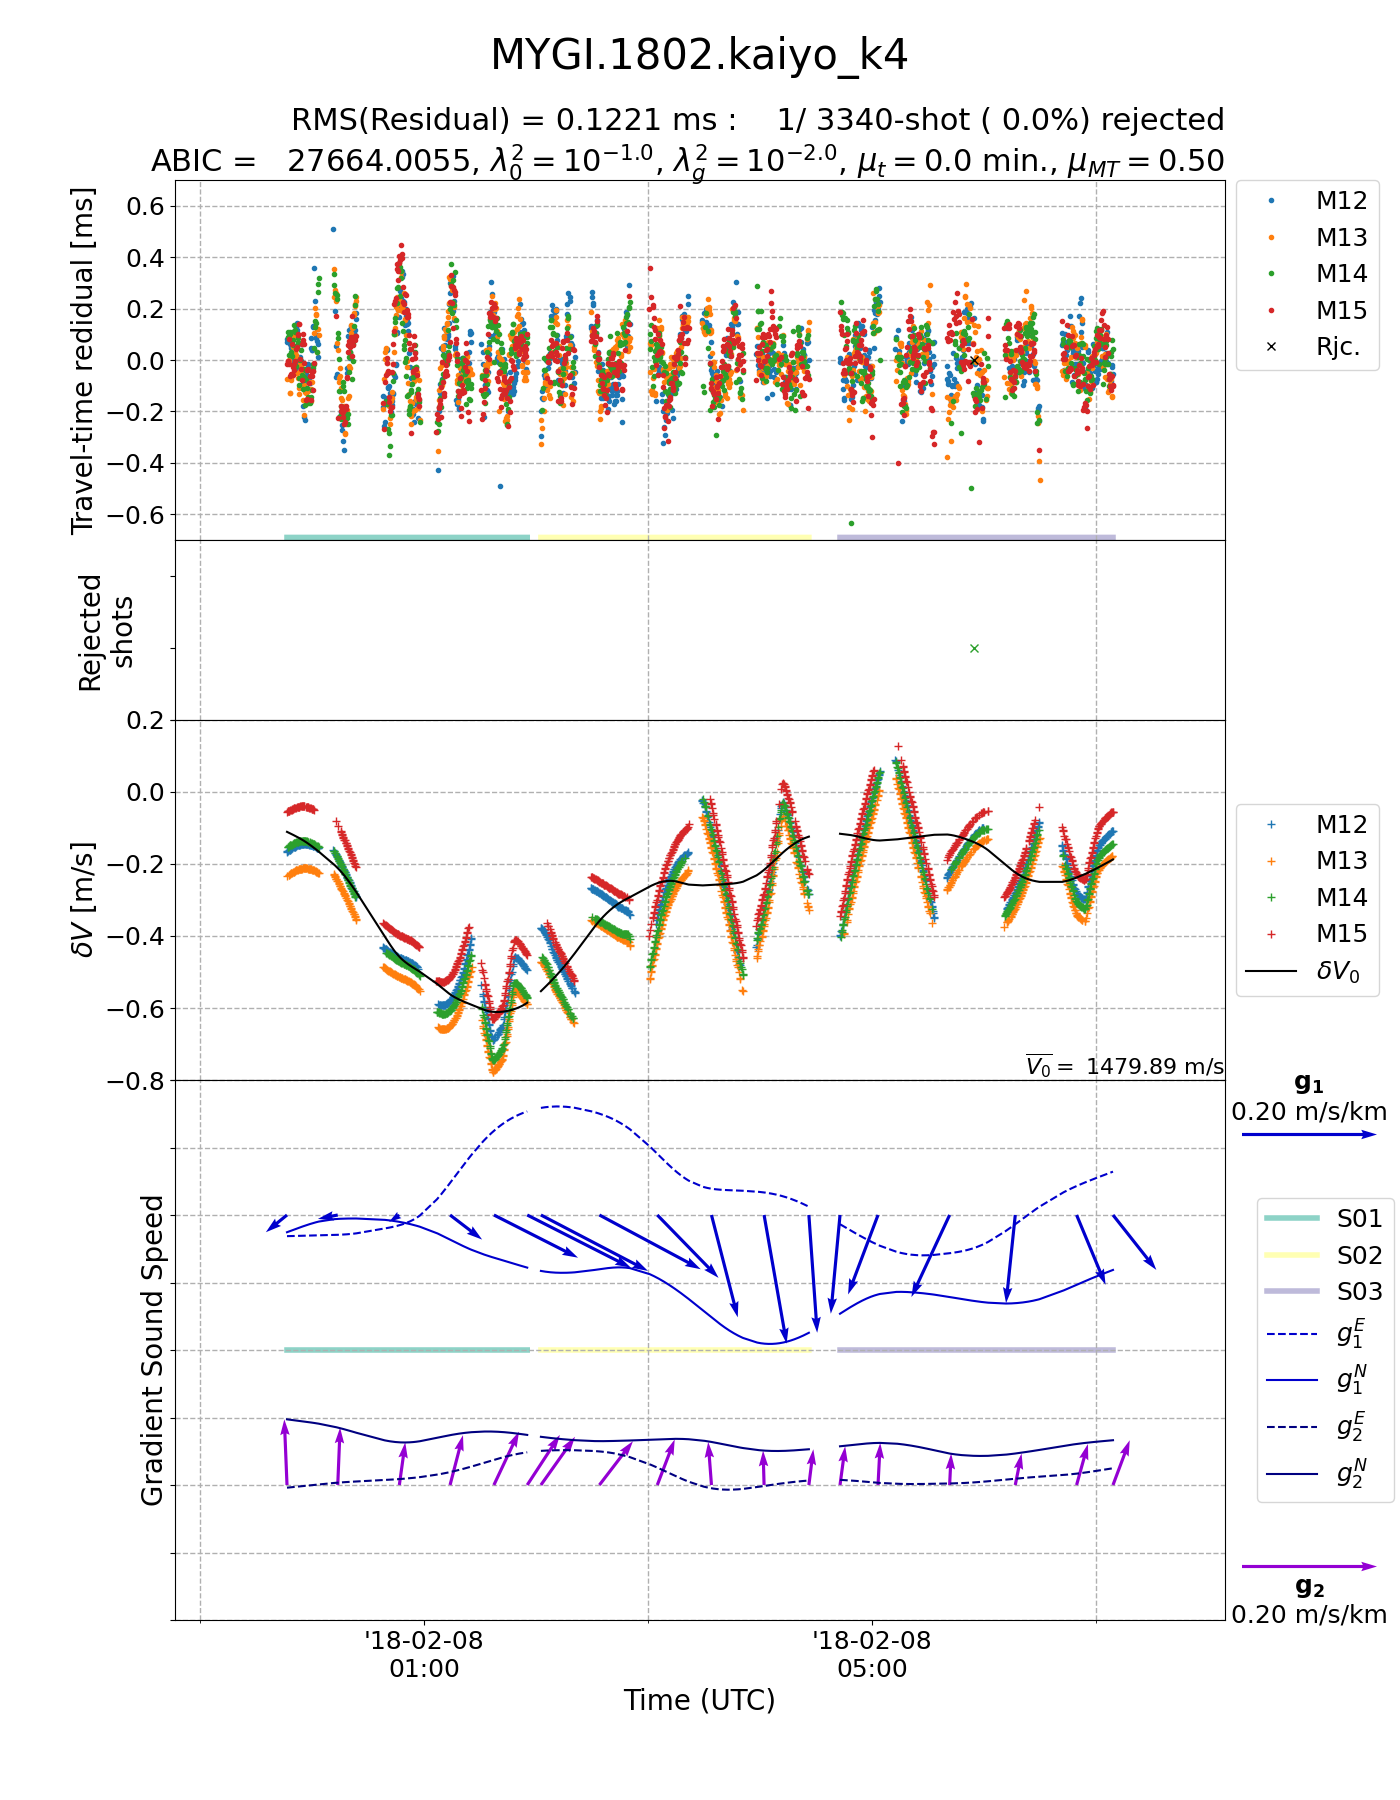 MYGI.1802.kaiyo_k4
RMS(Residual) = 0.1221 ms :    1/ 3340-shot ( 0.0%) rejected
ABIC =   27664.0055, λ₀² = 10⁻¹·⁰, λg² = 10⁻²·⁰, μt = 0.0 min., μMT = 0.50
Travel-time redidual [ms]
0.6
0.4
0.2
0.0
−0.2
−0.4
−0.6
M12
M13
M14
M15
Rjc.
Rejected
shots
δV [m/s]
0.2
0.0
−0.2
−0.4
−0.6
−0.8
M12
M13
M14
M15
δV₀
V₀ = 1479.89 m/s
Gradient Sound Speed
g₁
0.20 m/s/km
S01
S02
S03
g₁ᴱ
g₁ᴺ
g₂ᴱ
g₂ᴺ
g₂
0.20 m/s/km
'18-02-08
01:00
'18-02-08
05:00
Time (UTC)